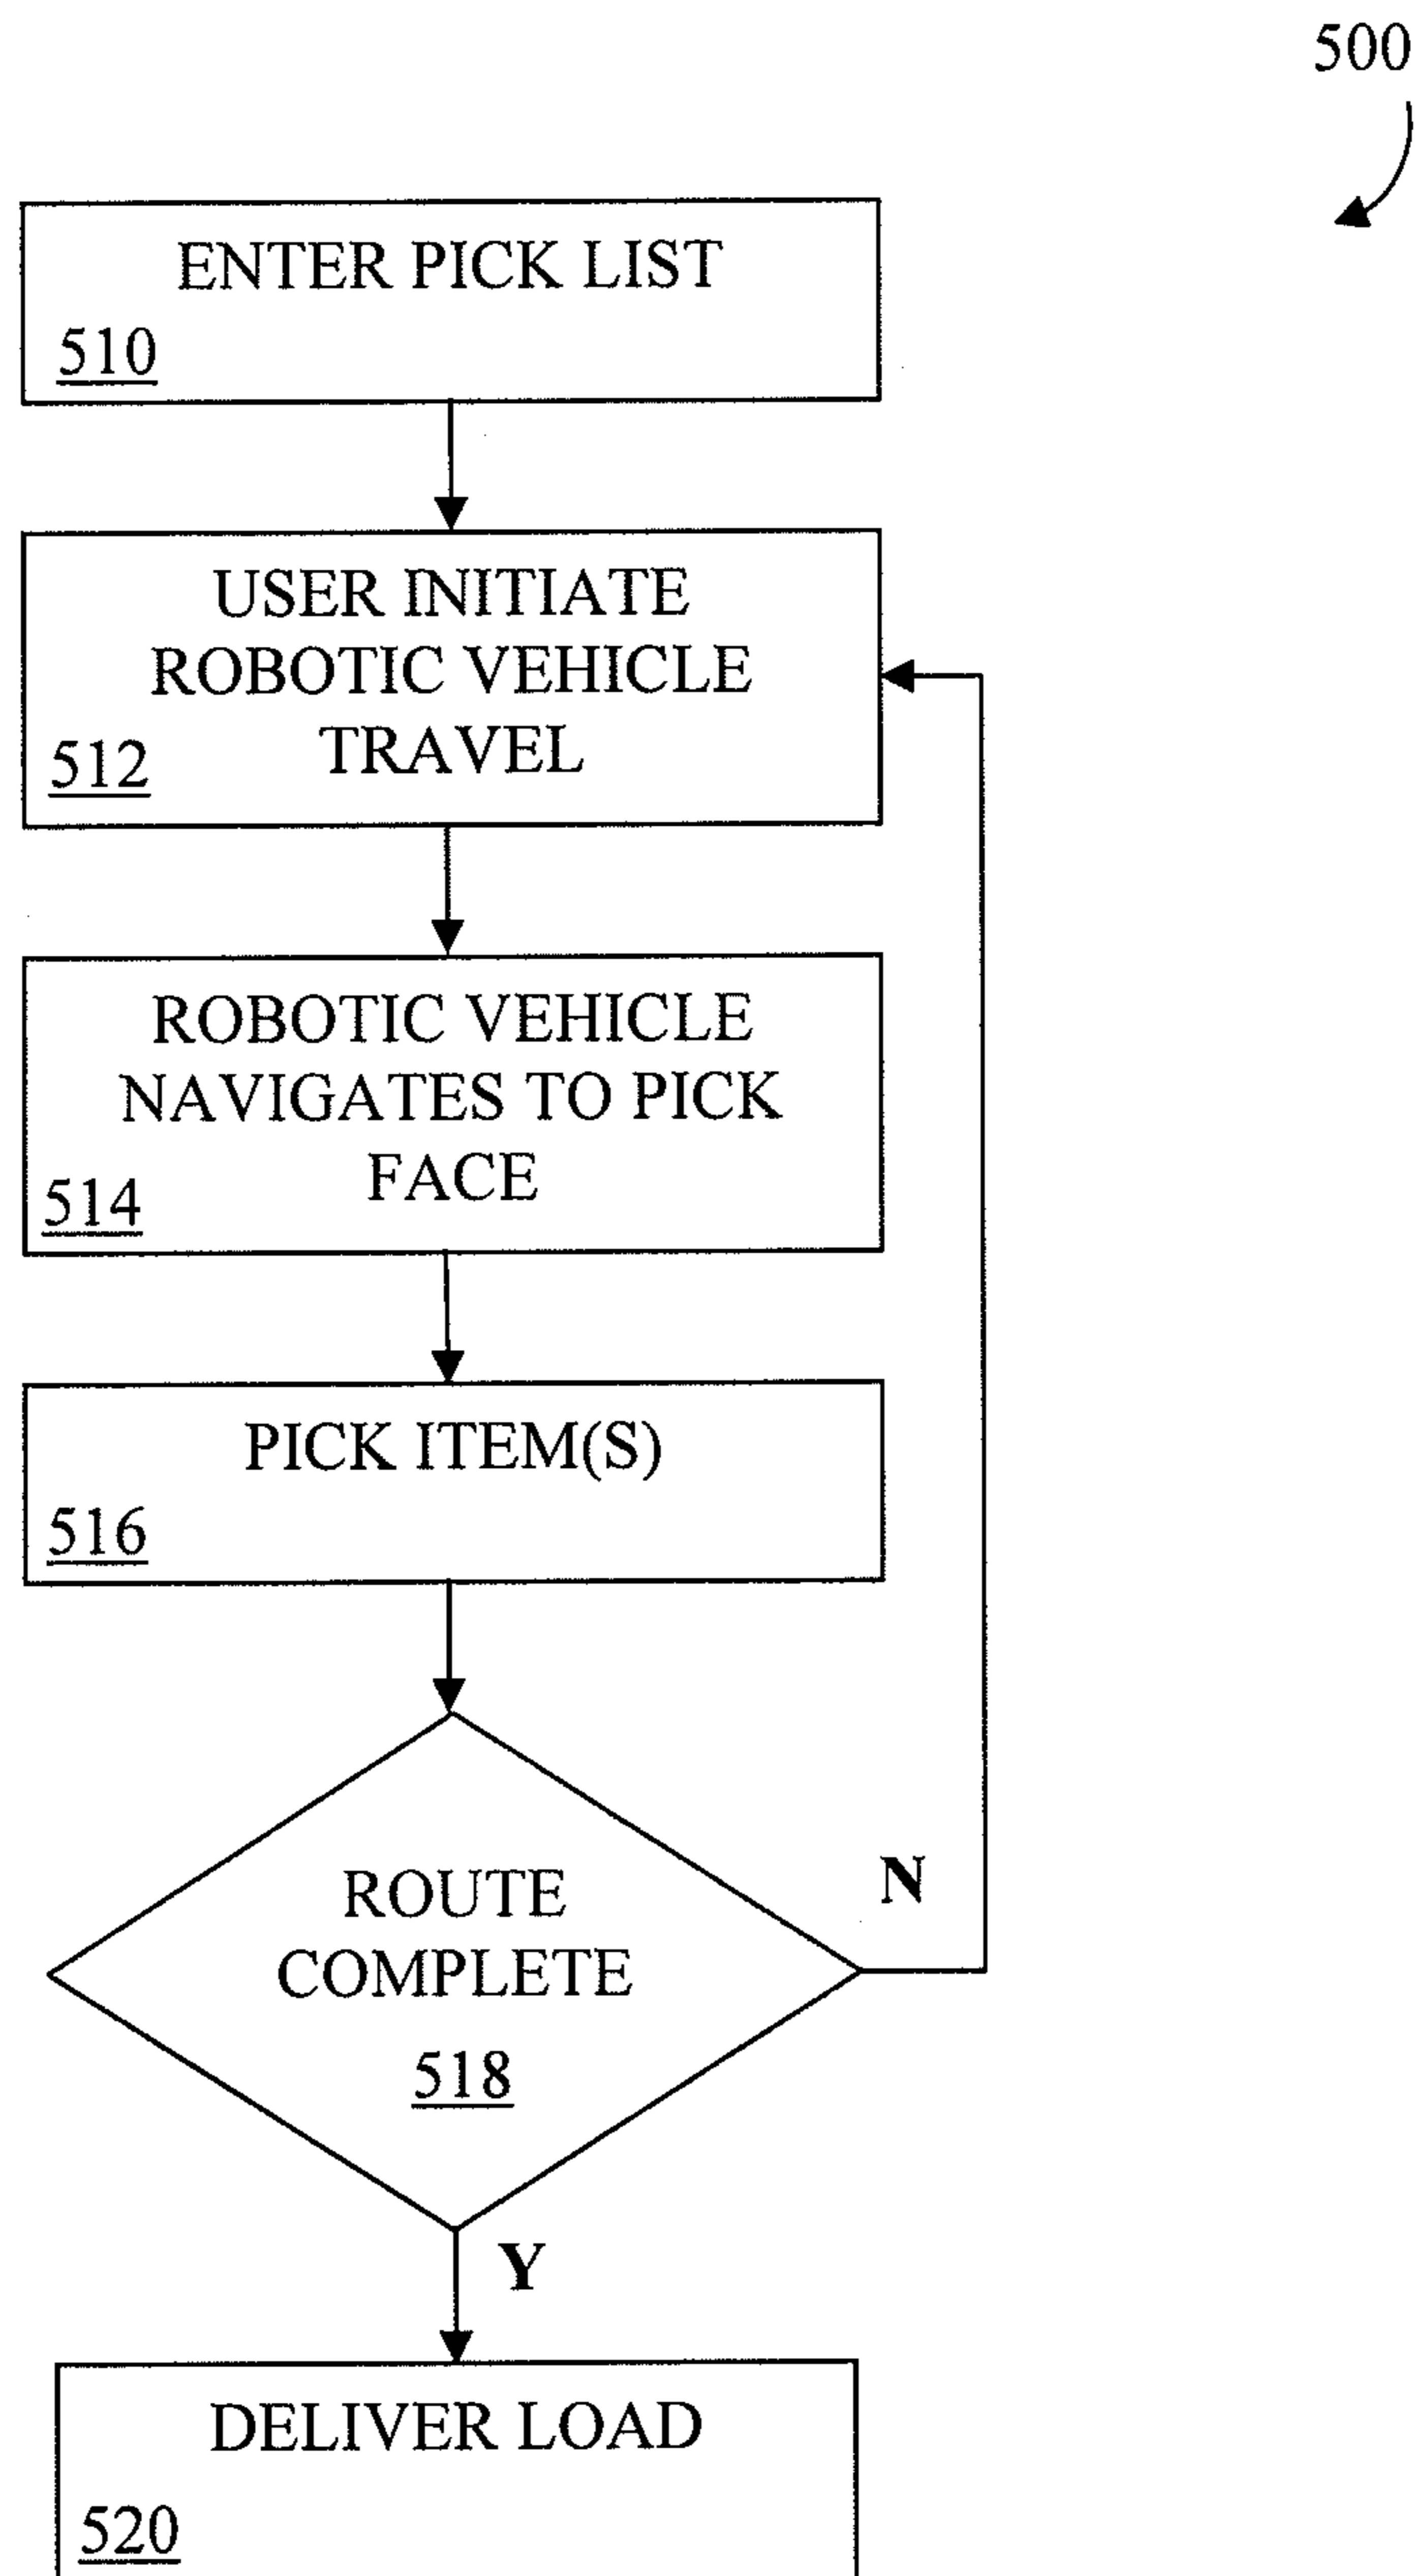 500
ENTER PICK LIST
510
USER INITIATE
ROBOTIC VEHICLE
TRAVEL
512
ROBOTIC VEHICLE
NAVIGATES TO PICK
FACE
514
PICK ITEM(S)
516
ROUTE
COMPLETE
518
N
Y
DELIVER LOAD
520